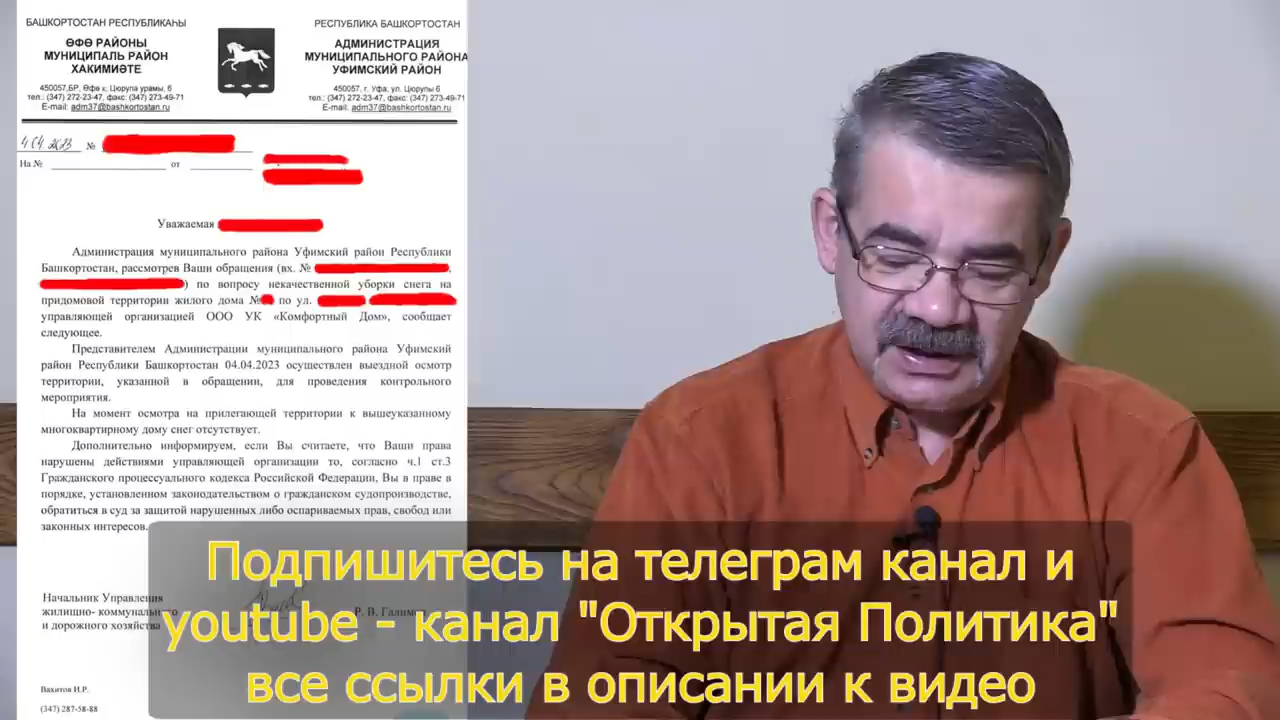 БАШКОРТОСТАН РЕСПУБЛИКАҺЫ
ӨФӨ РАЙОНЫ
МУНИЦИПАЛЬ РАЙОН
ХАКИМИӘТЕ
450057,БР, Өфө к, Цюрупа урамы, 6
тел.: (347) 272-23-47, факс: (347) 273-49-71
E-mail: adm37@bashkortostan.ru
РЕСПУБЛИКА БАШКОРТОСТАН
АДМИНИСТРАЦИЯ
МУНИЦИПАЛЬНОГО РАЙОНА
УФИМСКИЙ РАЙОН
450057, г. Уфа, ул. Цюрупы 6
тел.: (347) 272-23-47, факс: (347) 273-49-71
E-mail: adm37@bashkortostan.ru
4.04.2023 №
На № от
Уважаемая
Администрация муниципального района Уфимский район Республики
Башкортостан, рассмотрев Ваши обращения (вх. № ,
) по вопросу некачественной уборки снега на
придомовой территории жилого дома № по ул.
управляющей организацией ООО УК «Комфортный Дом», сообщает
следующее.
Представителем Администрации муниципального района Уфимский
район Республики Башкортостан 04.04.2023 осуществлен выездной осмотр
территории, указанной в обращении, для проведения контрольного
мероприятия.
На момент осмотра на прилегающей территории к вышеуказанному
многоквартирному дому снег отсутствует.
Дополнительно информируем, если Вы считаете, что Ваши права
нарушены действиями управляющей организации то, согласно ч.1 ст.3
Гражданского процессуального кодекса Российской Федерации, Вы в праве в
порядке, установленном законодательством о гражданском судопроизводстве,
обратиться в суд за защитой нарушенных либо оспариваемых прав, свобод или
законных интересов.
Начальник Управления
жилищно- коммунального
и дорожного хозяйства
Р. В. Галимов
Вахитов И.Р.
(347) 287-58-88
Подпишитесь на телеграм канал и
youtube - канал "Открытая Политика"
все ссылки в описании к видео